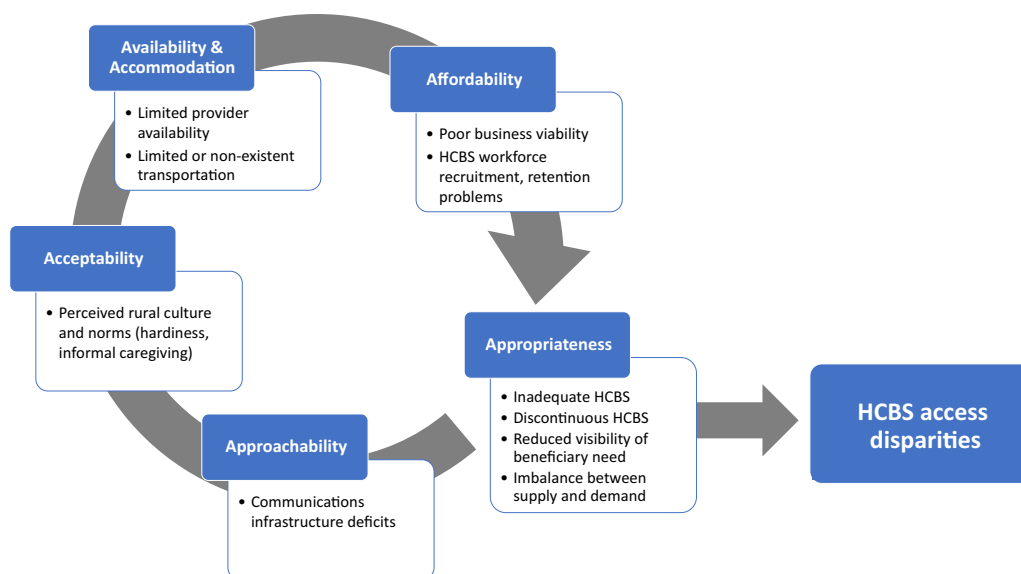 Availability &
Accommodation
• Limited provider
availability
• Limited or non-existent
transportation
Affordability
• Poor business viability
• HCBS workforce
recruitment, retention
problems
Acceptability
• Perceived rural culture
and norms (hardiness,
informal caregiving)
Approachability
• Communications
infrastructure deficits
Appropriateness
• Inadequate HCBS
• Discontinuous HCBS
• Reduced visibility of
beneficiary need
• Imbalance between
supply and demand
HCBS access
disparities